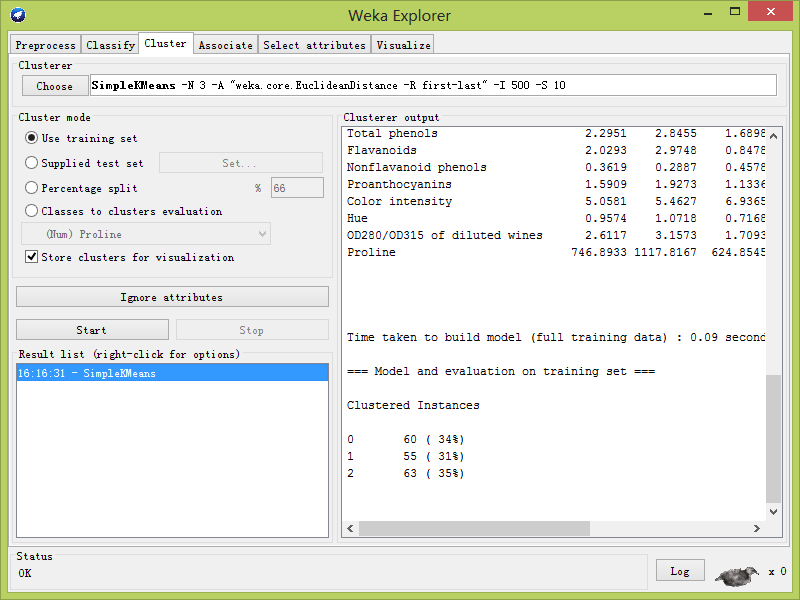 Weka Explorer
Preprocess Classify Cluster Associate Select attributes Visualize
Clusterer
Choose SimpleKMeans -N 3 -A "weka.core.EuclideanDistance -R first-last" -I 500 -S 10
Cluster mode
Use training set
Supplied test set Set...
Percentage split % 66
Classes to clusters evaluation
(Num) Proline
Store clusters for visualization
Ignore attributes
Start Stop
Result list (right-click for options)
16:16:31 - SimpleKMeans
Clusterer output
Total phenols 2.2951 2.8455 1.6898
Flavanoids 2.0293 2.9748 0.8478
Nonflavanoid phenols 0.3619 0.2887 0.4578
Proanthocyanins 1.5909 1.9273 1.1336
Color intensity 5.0581 5.4627 6.9365
Hue 0.9574 1.0718 0.7168
OD280/OD315 of diluted wines 2.6117 3.1573 1.7093
Proline 746.8933 1117.8167 624.8545
Time taken to build model (full training data) : 0.09 second
=== Model and evaluation on training set ===
Clustered Instances
0 60 ( 34%)
1 55 ( 31%)
2 63 ( 35%)
Status
OK
Log x 0